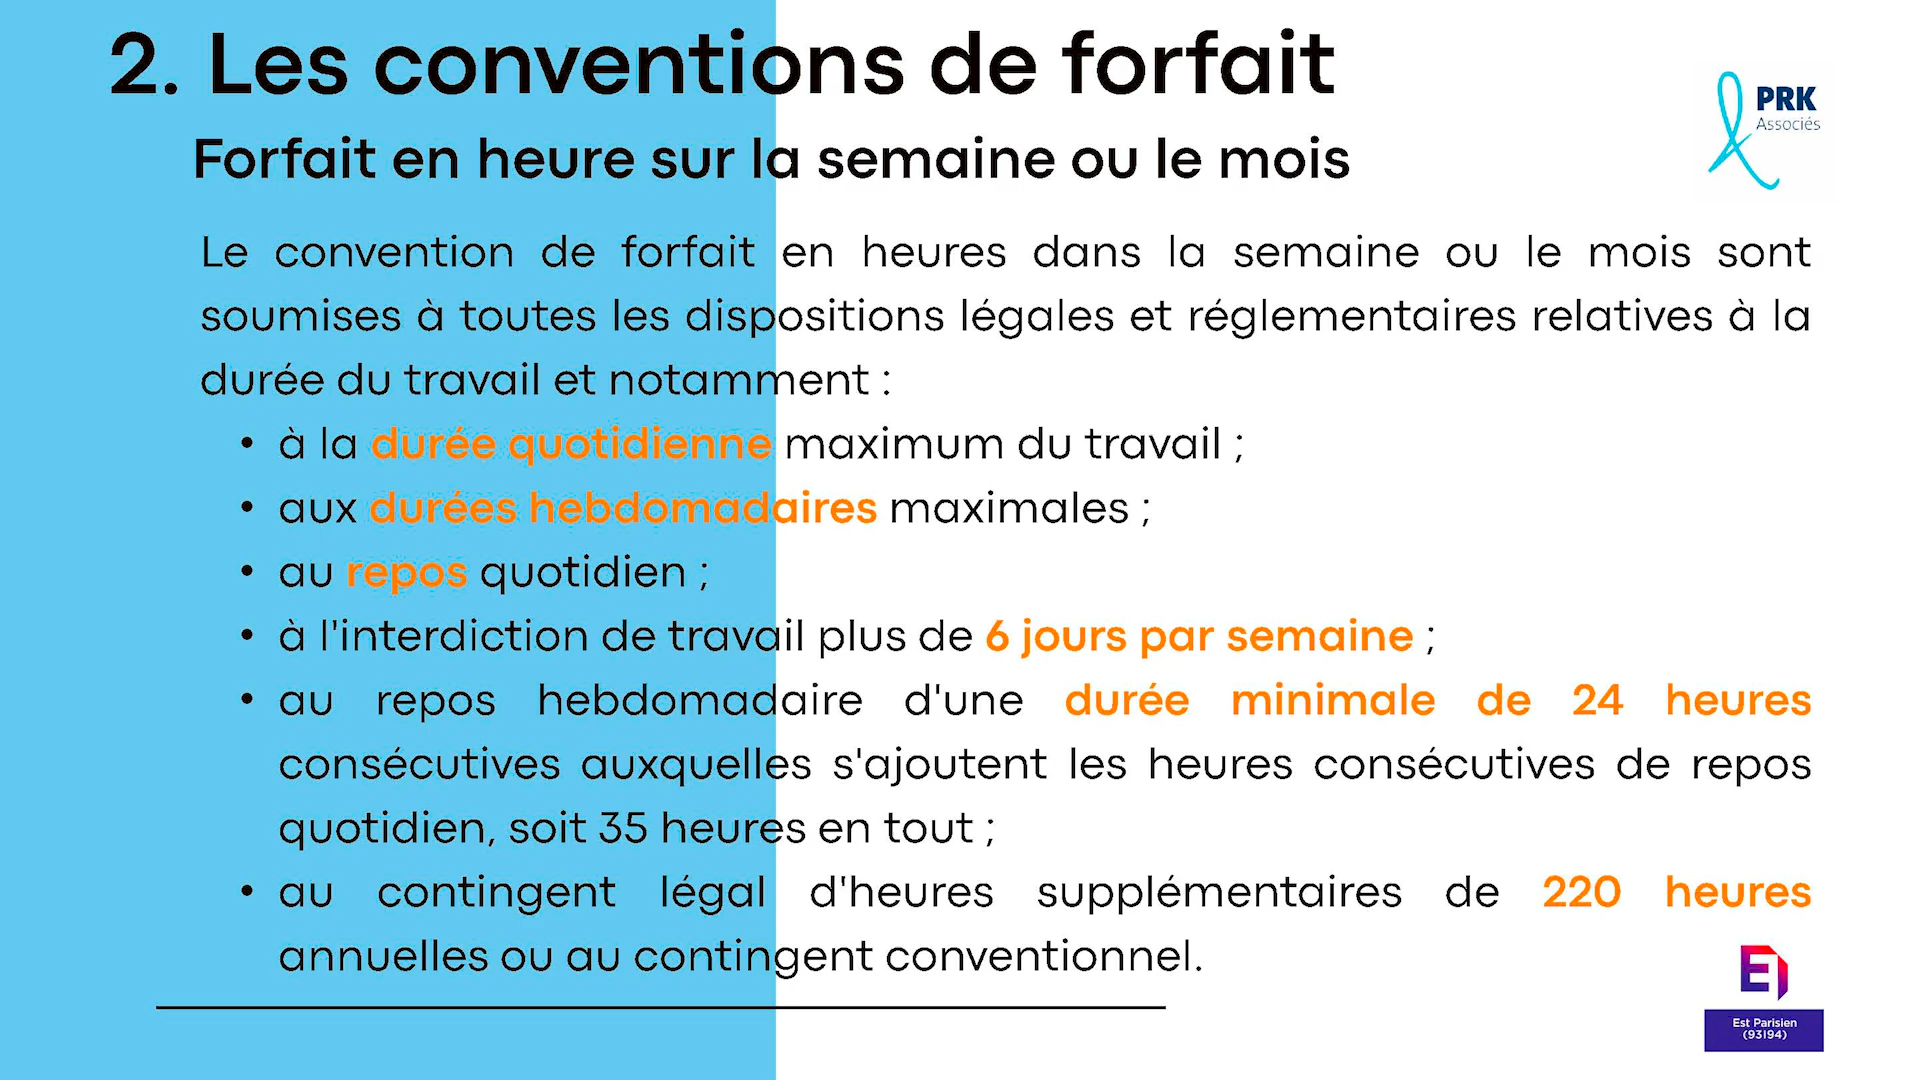 2. Les conventions de forfait
Forfait en heure sur la semaine ou le mois
PRK
Associés
Le convention de forfait en heures dans la semaine ou le mois sont
soumises à toutes les dispositions légales et réglementaires relatives à la
durée du travail et notamment :
• à la durée quotidienne maximum du travail ;
• aux durées hebdomadaires maximales ;
• au repos quotidien ;
• à l'interdiction de travail plus de 6 jours par semaine ;
• au repos hebdomadaire d'une durée minimale de 24 heures
consécutives auxquelles s'ajoutent les heures consécutives de repos
quotidien, soit 35 heures en tout ;
• au contingent légal d'heures supplémentaires de 220 heures
annuelles ou au contingent conventionnel.
Est Parisien
(93|94)